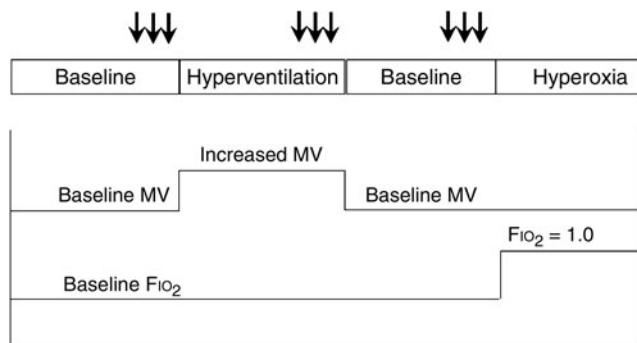 Baseline Hyperventilation Baseline Hyperoxia
Increased MV
Baseline MV Baseline MV
FIO2 = 1.0
Baseline FIO2